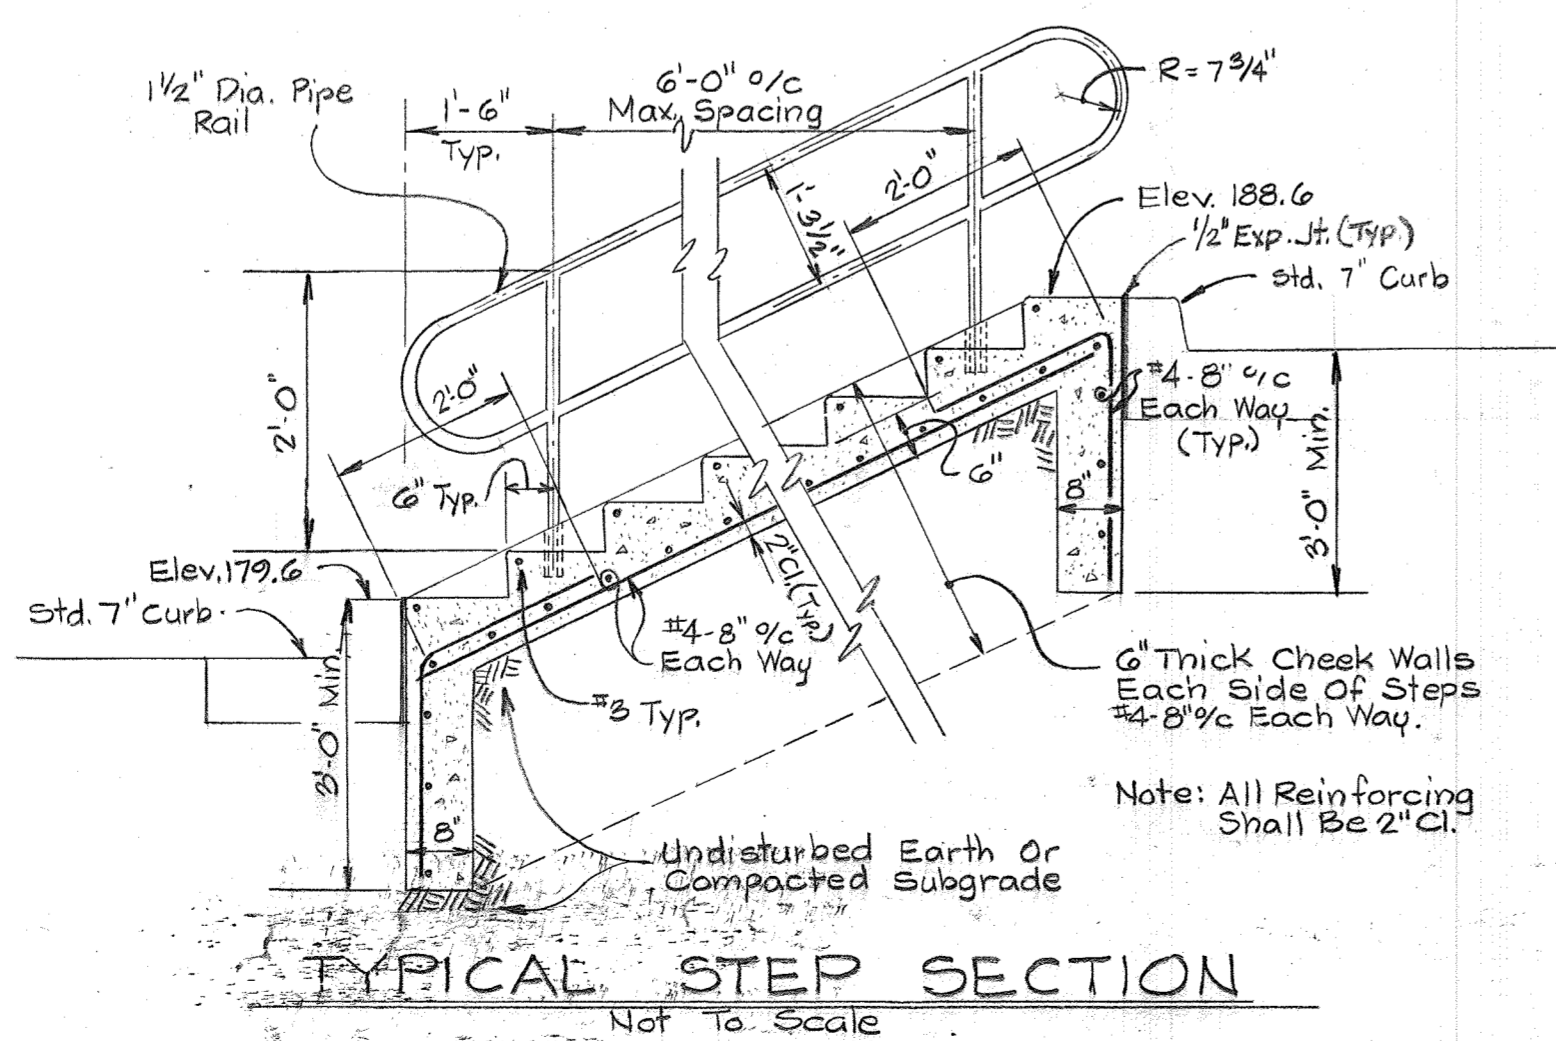 1½" Dia. Pipe
Rail
1'-6"
Typ.
6'-0" o/c
Max. Spacing
R = 7 3/4"
2'-0"
1'-3½"
Elev. 188.6
½" Exp. Jt. (Typ.)
Std. 7" Curb
2'-0"
2'-0"
6" Typ.
#4-8" o/c
Each Way
(Typ.)
6"
8"
3'-0" Min.
Elev. 179.6
Std. 7" Curb
2" Cl. (Typ.)
#4-8" o/c
Each Way
#3 Typ.
3'-0" Min.
8"
6" Thick Cheek Walls
Each Side Of Steps
#4-8" o/c Each Way.
Note: All Reinforcing
Shall Be 2" Cl.
Undisturbed Earth Or
Compacted Subgrade
TYPICAL STEP SECTION
Not To Scale